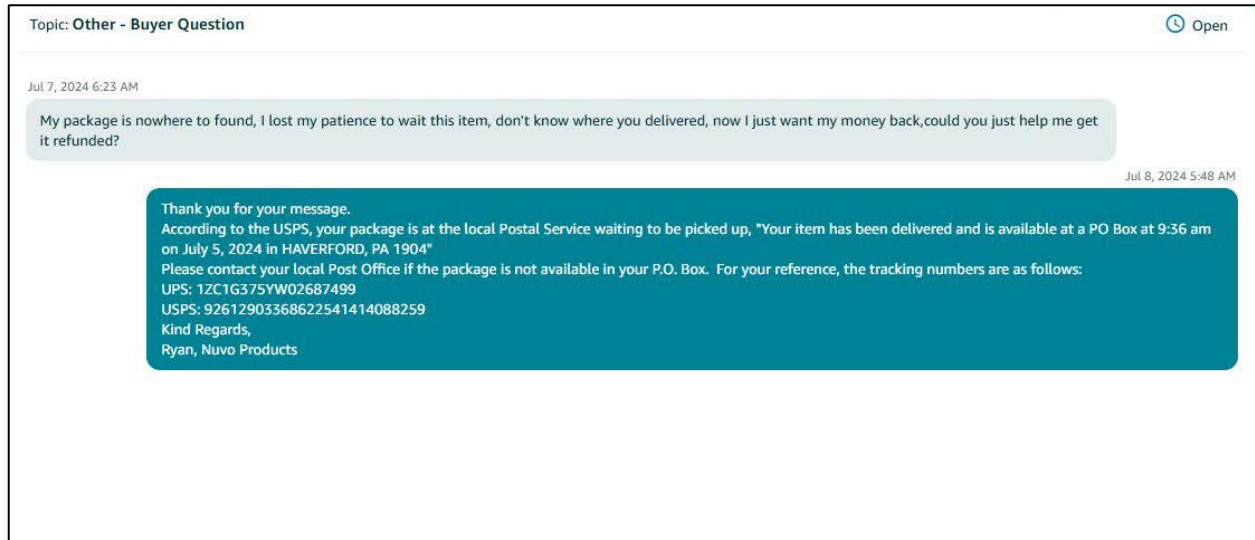 Topic: Other - Buyer Question
Open
Jul 7, 2024 6:23 AM
My package is nowhere to found, I lost my patience to wait this item, don't know where you delivered, now I just want my money back,could you just help me get
it refunded?
Jul 8, 2024 5:48 AM
Thank you for your message.
According to the USPS, your package is at the local Postal Service waiting to be picked up, "Your item has been delivered and is available at a PO Box at 9:36 am
on July 5, 2024 in HAVERFORD, PA 1904"
Please contact your local Post Office if the package is not available in your P.O. Box.  For your reference, the tracking numbers are as follows:
UPS: 1ZC1G375YW02687499
USPS: 92612903368622541414088259
Kind Regards,
Ryan, Nuvo Products